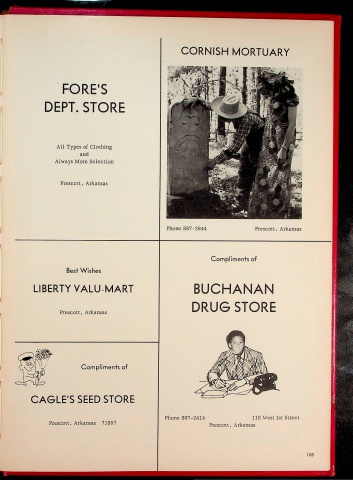 FORE'S
DEPT. STORE
All Types of Clothing
and
Always More Selection
Prescott, Arkansas
CORNISH MORTUARY
Phone 887-2644 Prescott, Arkansas
Best Wishes
LIBERTY VALU-MART
Prescott, Arkansas
Compliments of
CAGLE'S SEED STORE
Prescott, Arkansas 71857
Compliments of
BUCHANAN
DRUG STORE
Phone 887-2414 116 West 1st Street
Prescott, Arkansas
105